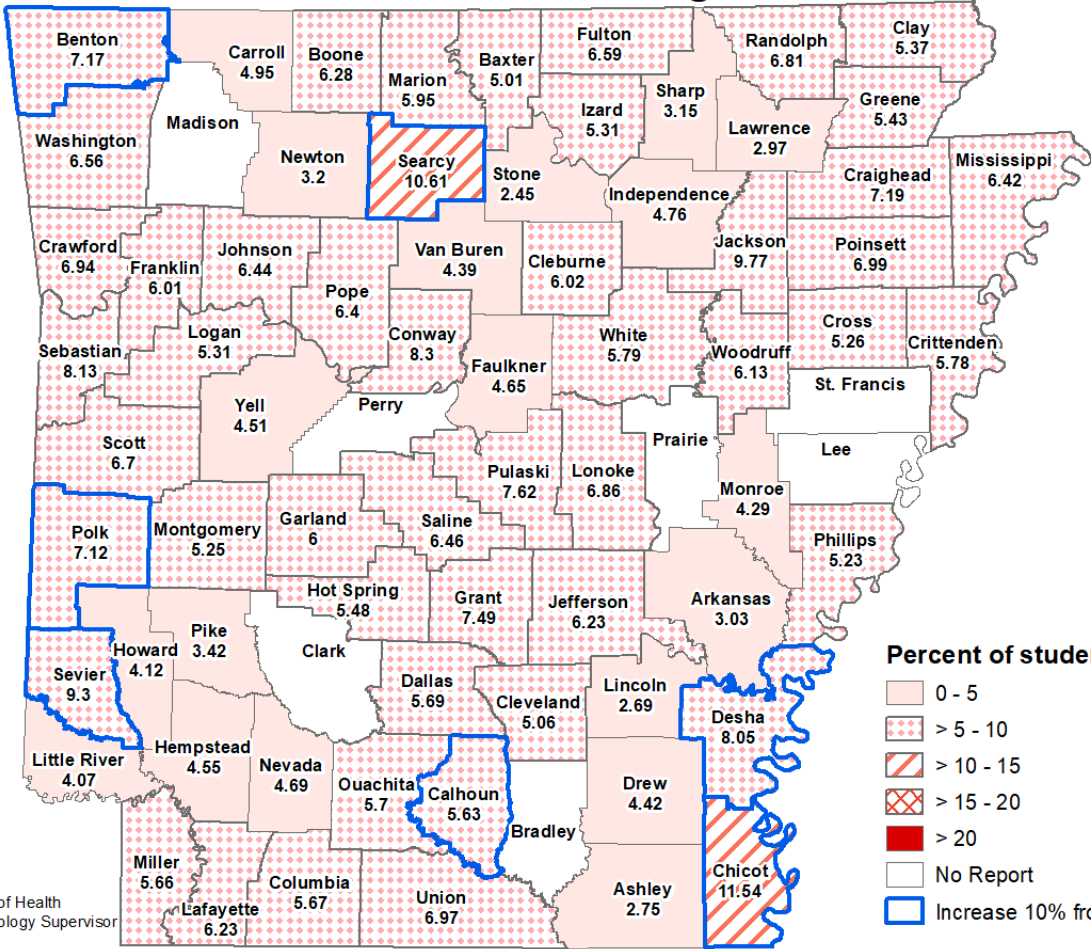 Benton
7.17
Carroll
4.95
Boone
6.28
Marion
5.95
Baxter
5.01
Fulton
6.59
Randolph
6.81
Clay
5.37
Izard
5.31
Sharp
3.15
Greene
5.43
Lawrence
2.97
Washington
6.56
Madison
Newton
3.2
Searcy
10.61
Stone
2.45
Independence
4.76
Craighead
7.19
Mississippi
6.42
Crawford
6.94
Franklin
6.01
Johnson
6.44
Van Buren
4.39
Cleburne
6.02
Jackson
9.77
Poinsett
6.99
Pope
6.4
Logan
5.31
Conway
8.3
White
5.79
Woodruff
6.13
Cross
5.26
Crittenden
5.78
Sebastian
8.13
Faulkner
4.65
St. Francis
Yell
4.51
Perry
Prairie
Lee
Scott
6.7
Pulaski
7.62
Lonoke
6.86
Monroe
4.29
Polk
7.12
Montgomery
5.25
Garland
6
Saline
6.46
Phillips
5.23
Hot Spring
5.48
Grant
7.49
Jefferson
6.23
Arkansas
3.03
Pike
3.42
Howard
4.12
Clark
Sevier
9.3
Dallas
5.69
Cleveland
5.06
Lincoln
2.69
Desha
8.05
Little River
4.07
Hempstead
4.55
Nevada
4.69
Ouachita
5.7
Calhoun
5.63
Bradley
Drew
4.42
Miller
5.66
Lafayette
6.23
Columbia
5.67
Union
6.97
Ashley
2.75
Chicot
11.54
Percent of stude
0 - 5
> 5 - 10
> 10 - 15
> 15 - 20
> 20
No Report
Increase 10% fro
of Health
ology Supervisor